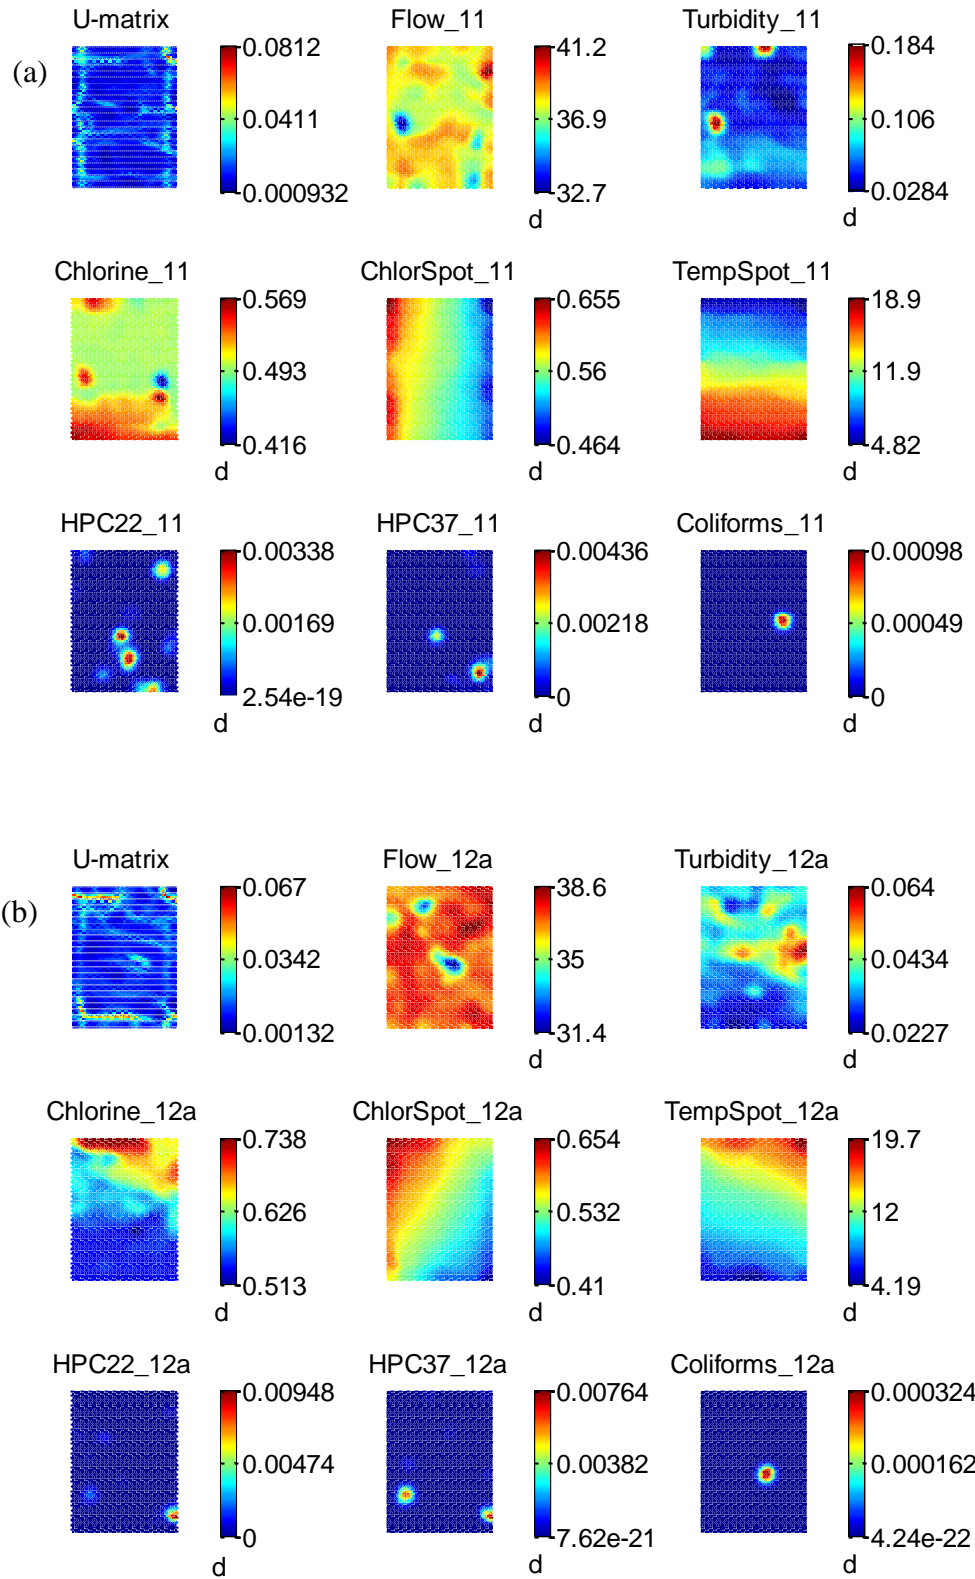 U-matrix Flow_11 Turbidity_11
(a)
0.0812 41.2 0.184
0.0411 36.9 0.106
0.000932 32.7 0.0284
d d
Chlorine_11 ChlorSpot_11 TempSpot_11
0.569 0.655 18.9
0.493 0.56 11.9
0.416 0.464 4.82
d d d
HPC22_11 HPC37_11 Coliforms_11
0.00338 0.00436 0.00098
0.00169 0.00218 0.00049
2.54e-19 0 0
d d d
U-matrix Flow_12a Turbidity_12a
(b)
0.067 38.6 0.064
0.0342 35 0.0434
0.00132 31.4 0.0227
d d
Chlorine_12a ChlorSpot_12a TempSpot_12a
0.738 0.654 19.7
0.626 0.532 12
0.513 0.41 4.19
d d d
HPC22_12a HPC37_12a Coliforms_12a
0.00948 0.00764 0.000324
0.00474 0.00382 0.000162
0 7.62e-21 4.24e-22
d d d